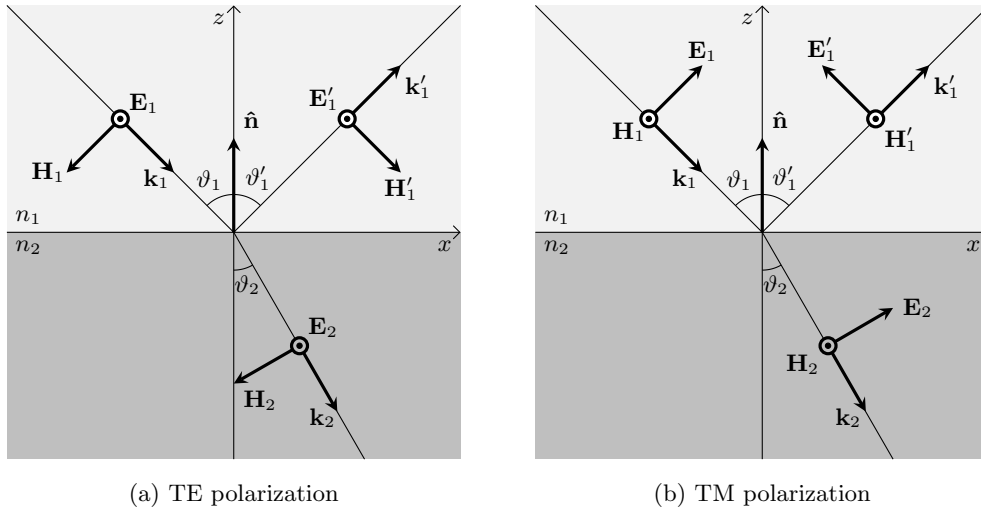 z
E₁
H₁
k₁
n̂
ϑ₁
ϑ′₁
E′₁
k′₁
H′₁
n₁
n₂
x
ϑ₂
E₂
H₂
k₂
(a) TE polarization
z
E₁
H₁
k₁
n̂
ϑ₁
ϑ′₁
E′₁
k′₁
H′₁
n₁
n₂
x
ϑ₂
E₂
H₂
k₂
(b) TM polarization